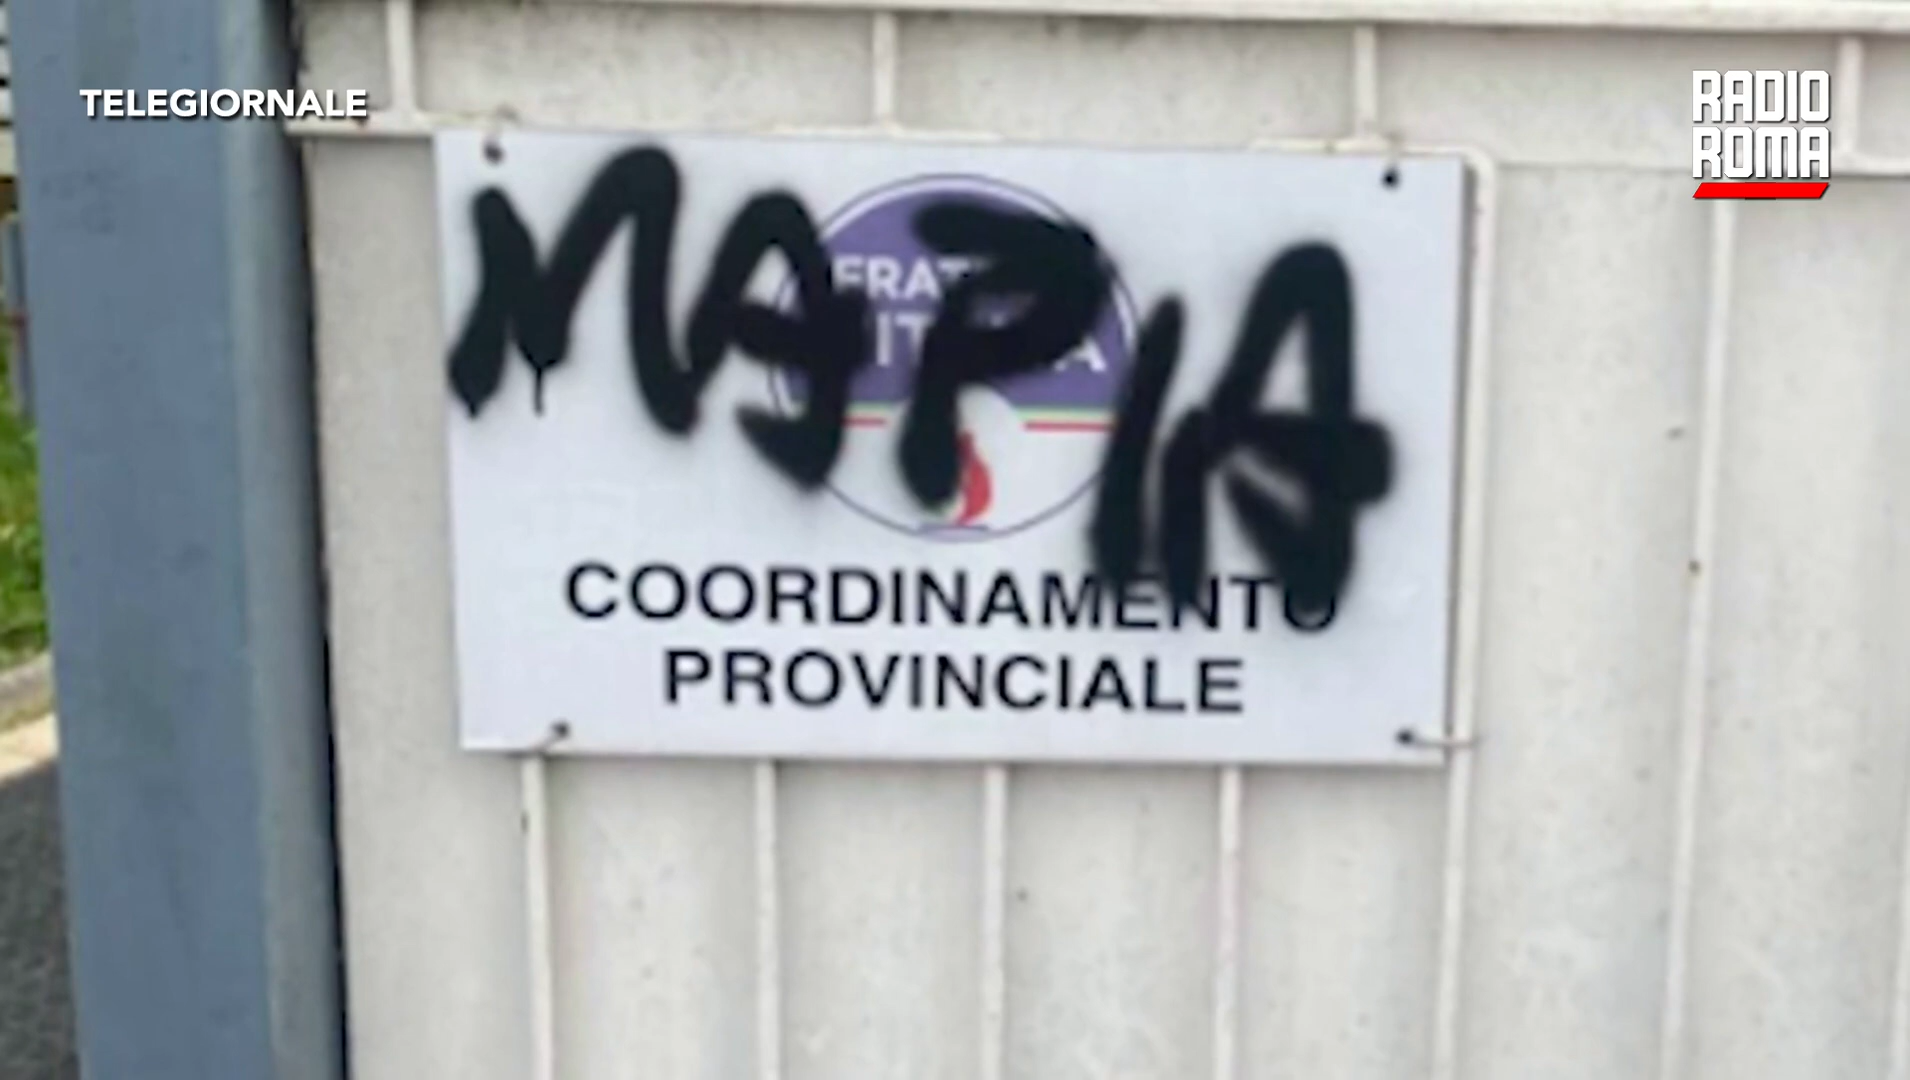 TELEGIORNALE
RADIO
ROMA
MAFIA
COORDINAMENTO
PROVINCIALE